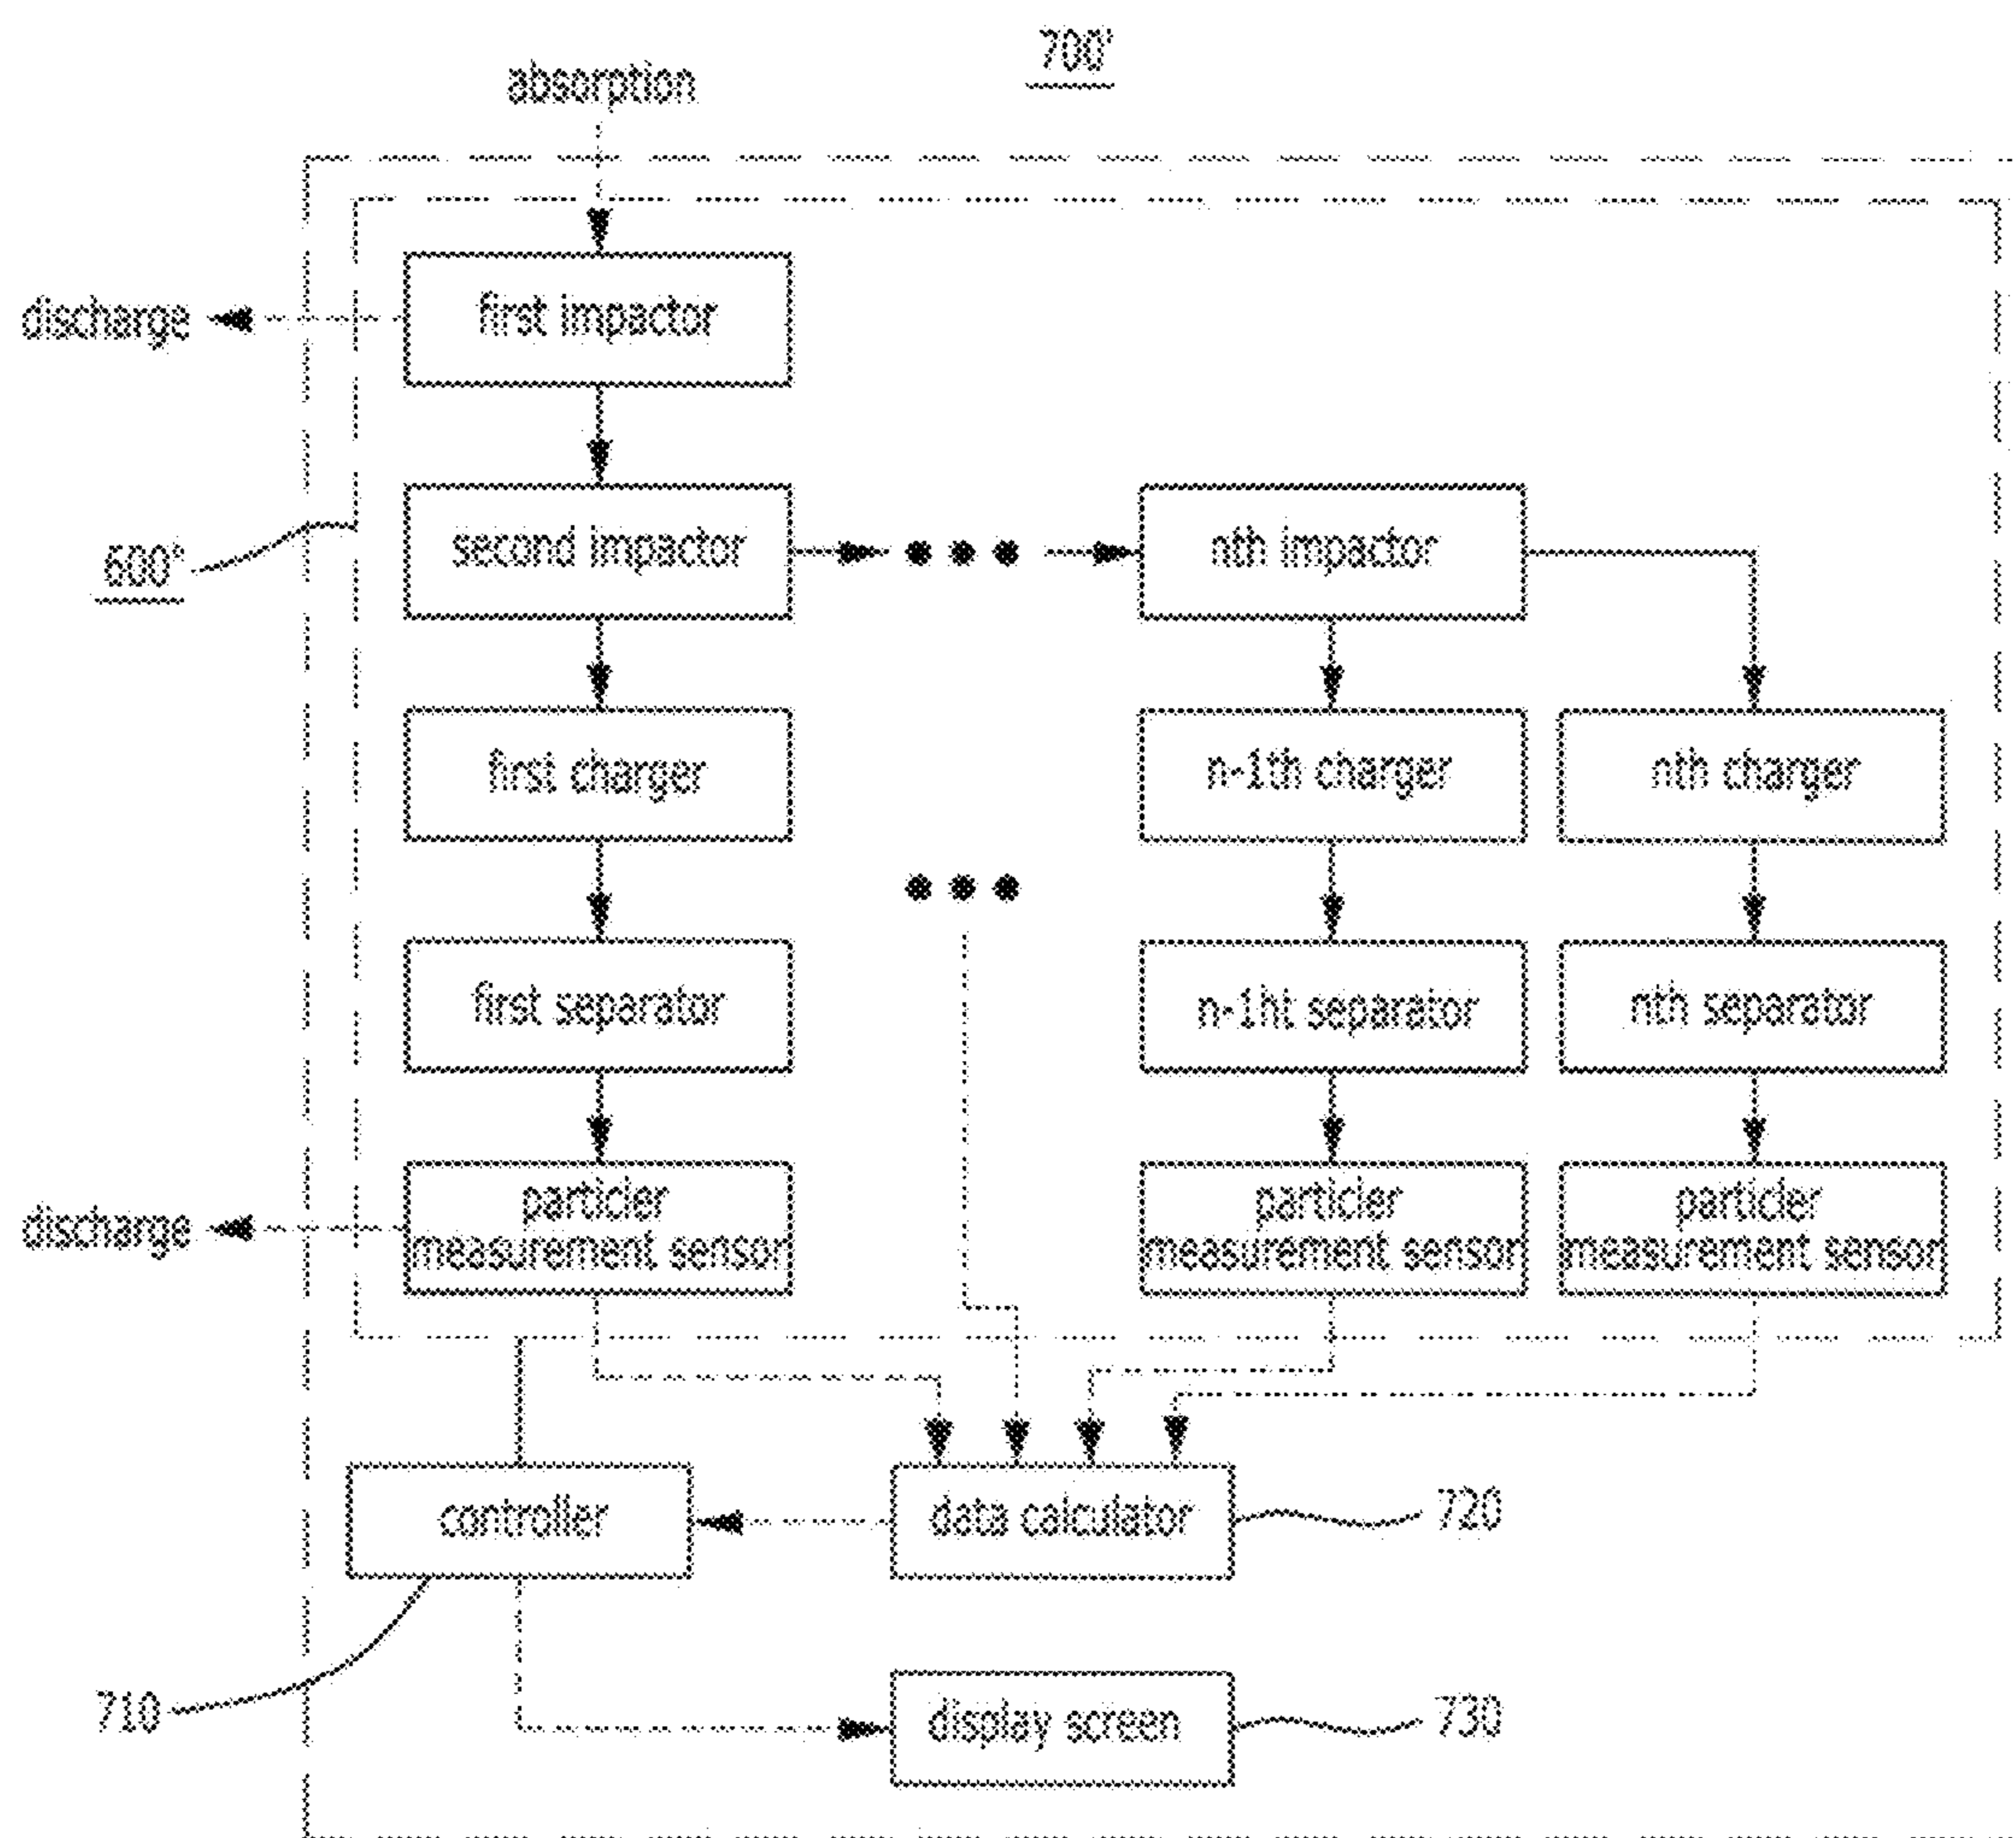 700'
absorption
first impactor
discharge
second impactor
nth impactor
600'
first charger
n-1th charger
nth charger
first separator
n-1ht separator
nth separator
particler
measurement sensor
particler
measurement sensor
particler
measurement sensor
discharge
controller
data calculator
720
710
display screen
730